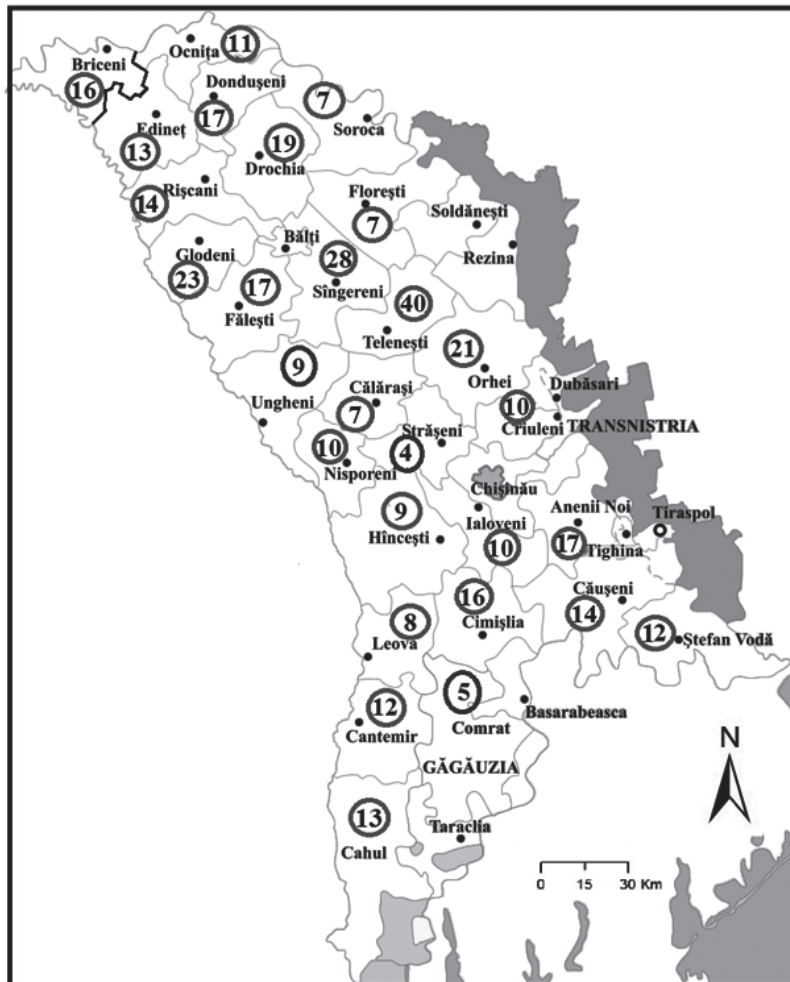 Ocnița
11
Briceni
16
Dondușeni
17
7
Soroca
Edineț
13
19
Drochia
Rișcani
14
Florești
7
Soldănești
Rezina
Bălți
Glodeni
23
28
Sîngereni
17
Fălești
40
Telenești
21
Orhei
9
Ungheni
Călărași
7
Dubăsari
10
Criuleni
TRANSNISTRIA
Strășeni
4
10
Nisporeni
Chișinău
9
Hîncești
Ialoveni
10
Anenii Noi
17
Tighina
Tiraspol
16
Cimișlia
Căușeni
14
12
Ștefan Vodă
8
Leova
5
Comrat
Basarabeasca
12
Cantemir
GĂGĂUZIA
N
13
Cahul
Taraclia
0 15 30 Km